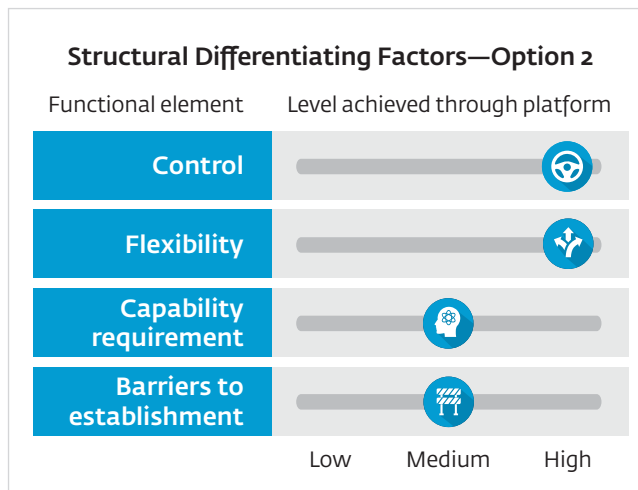 Structural Differentiating Factors—Option 2
Functional element
Level achieved through platform
Control
Flexibility
Capability
requirement
Barriers to
establishment
Low
Medium
High